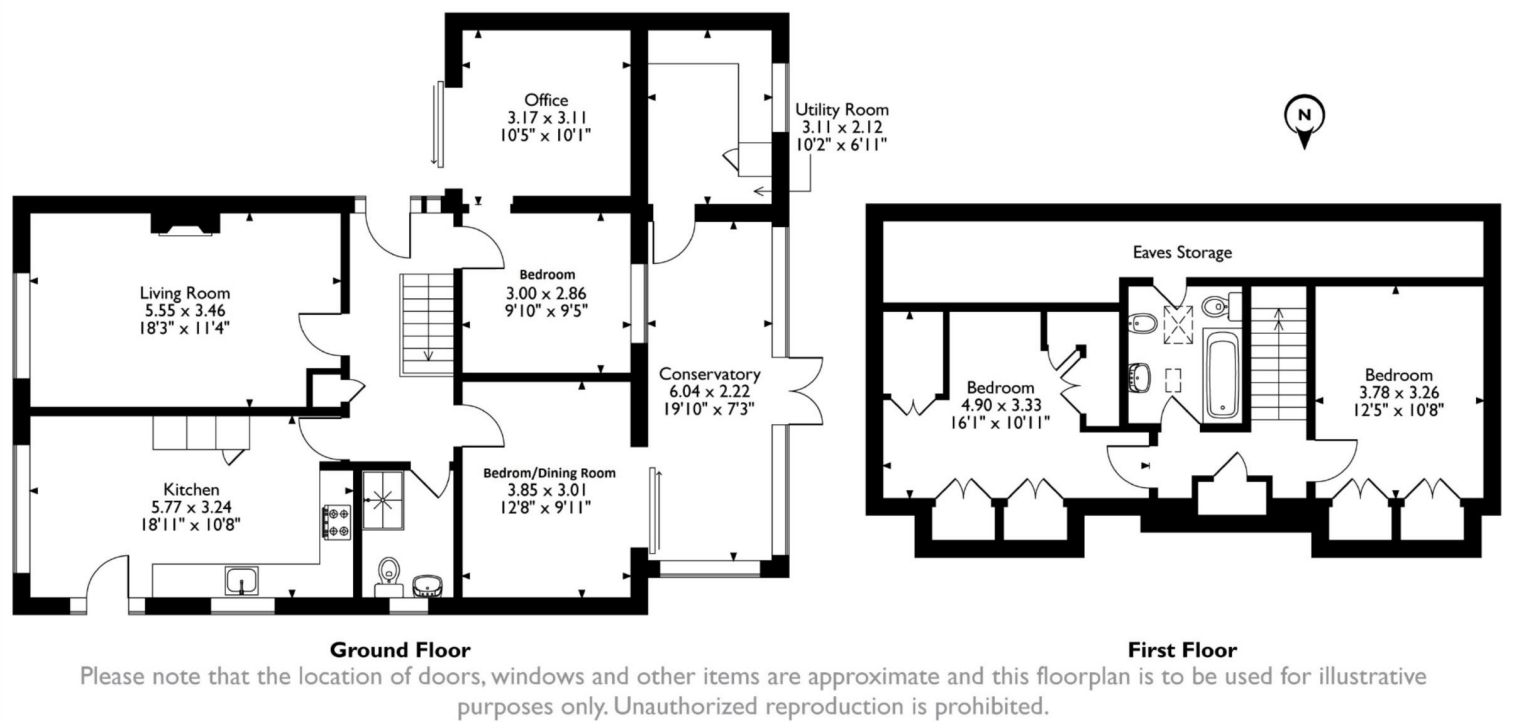 Office
3.17 x 3.11
10'5" x 10'1"
Utility Room
3.11 x 2.12
10'2" x 6'11"
Living Room
5.55 x 3.46
18'3" x 11'4"
Bedroom
3.00 x 2.86
9'10" x 9'5"
Conservatory
6.04 x 2.22
19'10" x 7'3"
Kitchen
5.77 x 3.24
18'11" x 10'8"
Bedrom/Dining Room
3.85 x 3.01
12'8" x 9'11"
Ground Floor
N
Eaves Storage
Bedroom
4.90 x 3.33
16'1" x 10'11"
Bedroom
3.78 x 3.26
12'5" x 10'8"
First Floor
Please note that the location of doors, windows and other items are approximate and this floorplan is to be used for illustrative
purposes only. Unauthorized reproduction is prohibited.